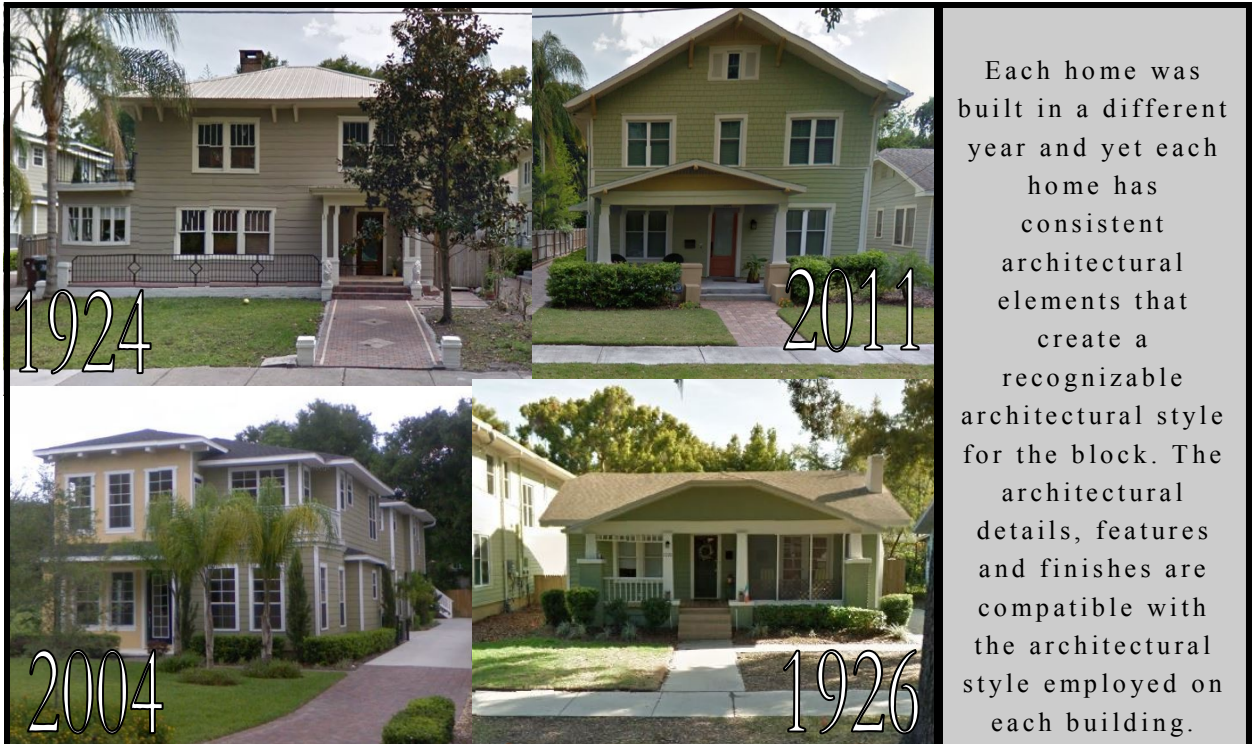 1924
2011
2004
1926
Each home was
built in a different
year and yet each
home has
consistent
architectural
elements that
create a
recognizable
architectural style
for the block. The
architectural
details, features
and finishes are
compatible with
the architectural
style employed on
each building.